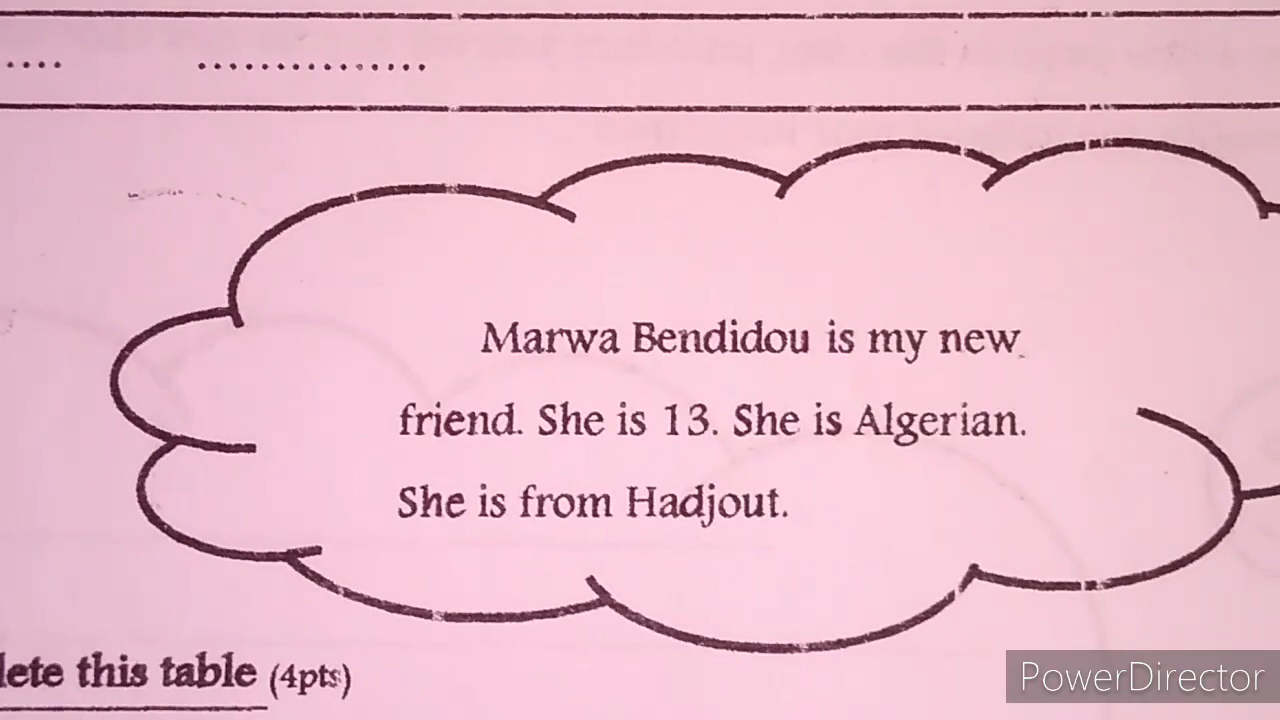 Marwa Bendidou is my new
friend. She is 13. She is Algerian.
She is from Hadjout.
lete this table (4pts)
PowerDirector